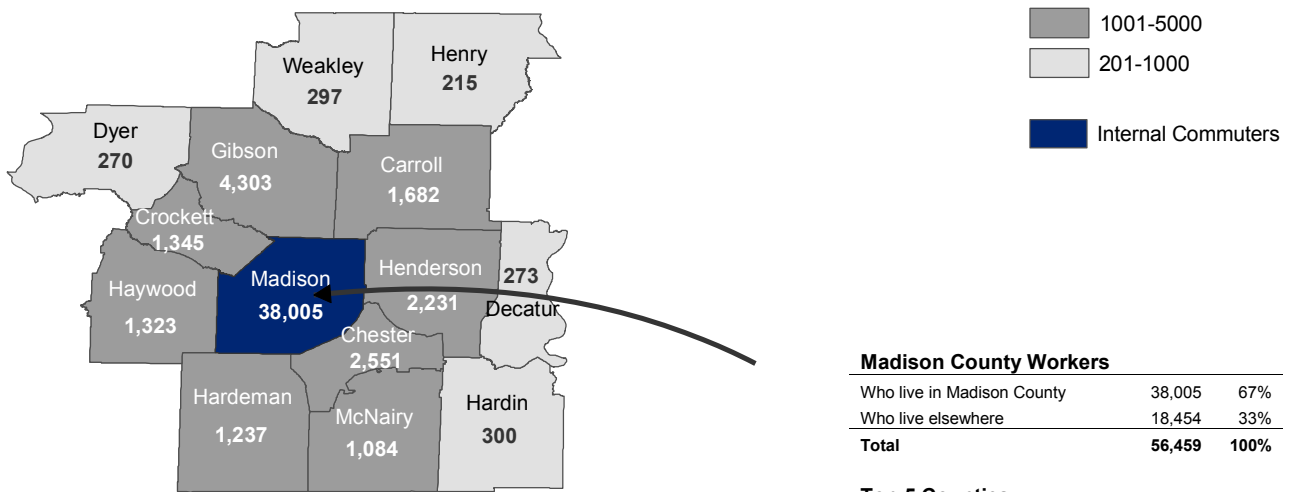 1001-5000
201-1000
Internal Commuters
Henry
215
Weakley
297
Dyer
270
Gibson
4,303
Carroll
1,682
Crockett
1,345
Madison
38,005
Henderson
2,231
273
Decatur
Haywood
1,323
Chester
2,551
Hardeman
1,237
McNairy
1,084
Hardin
300
Madison County Workers
Who live in Madison County 38,005 67%
Who live elsewhere 18,454 33%
Total 56,459 100%
Top 5 Counties